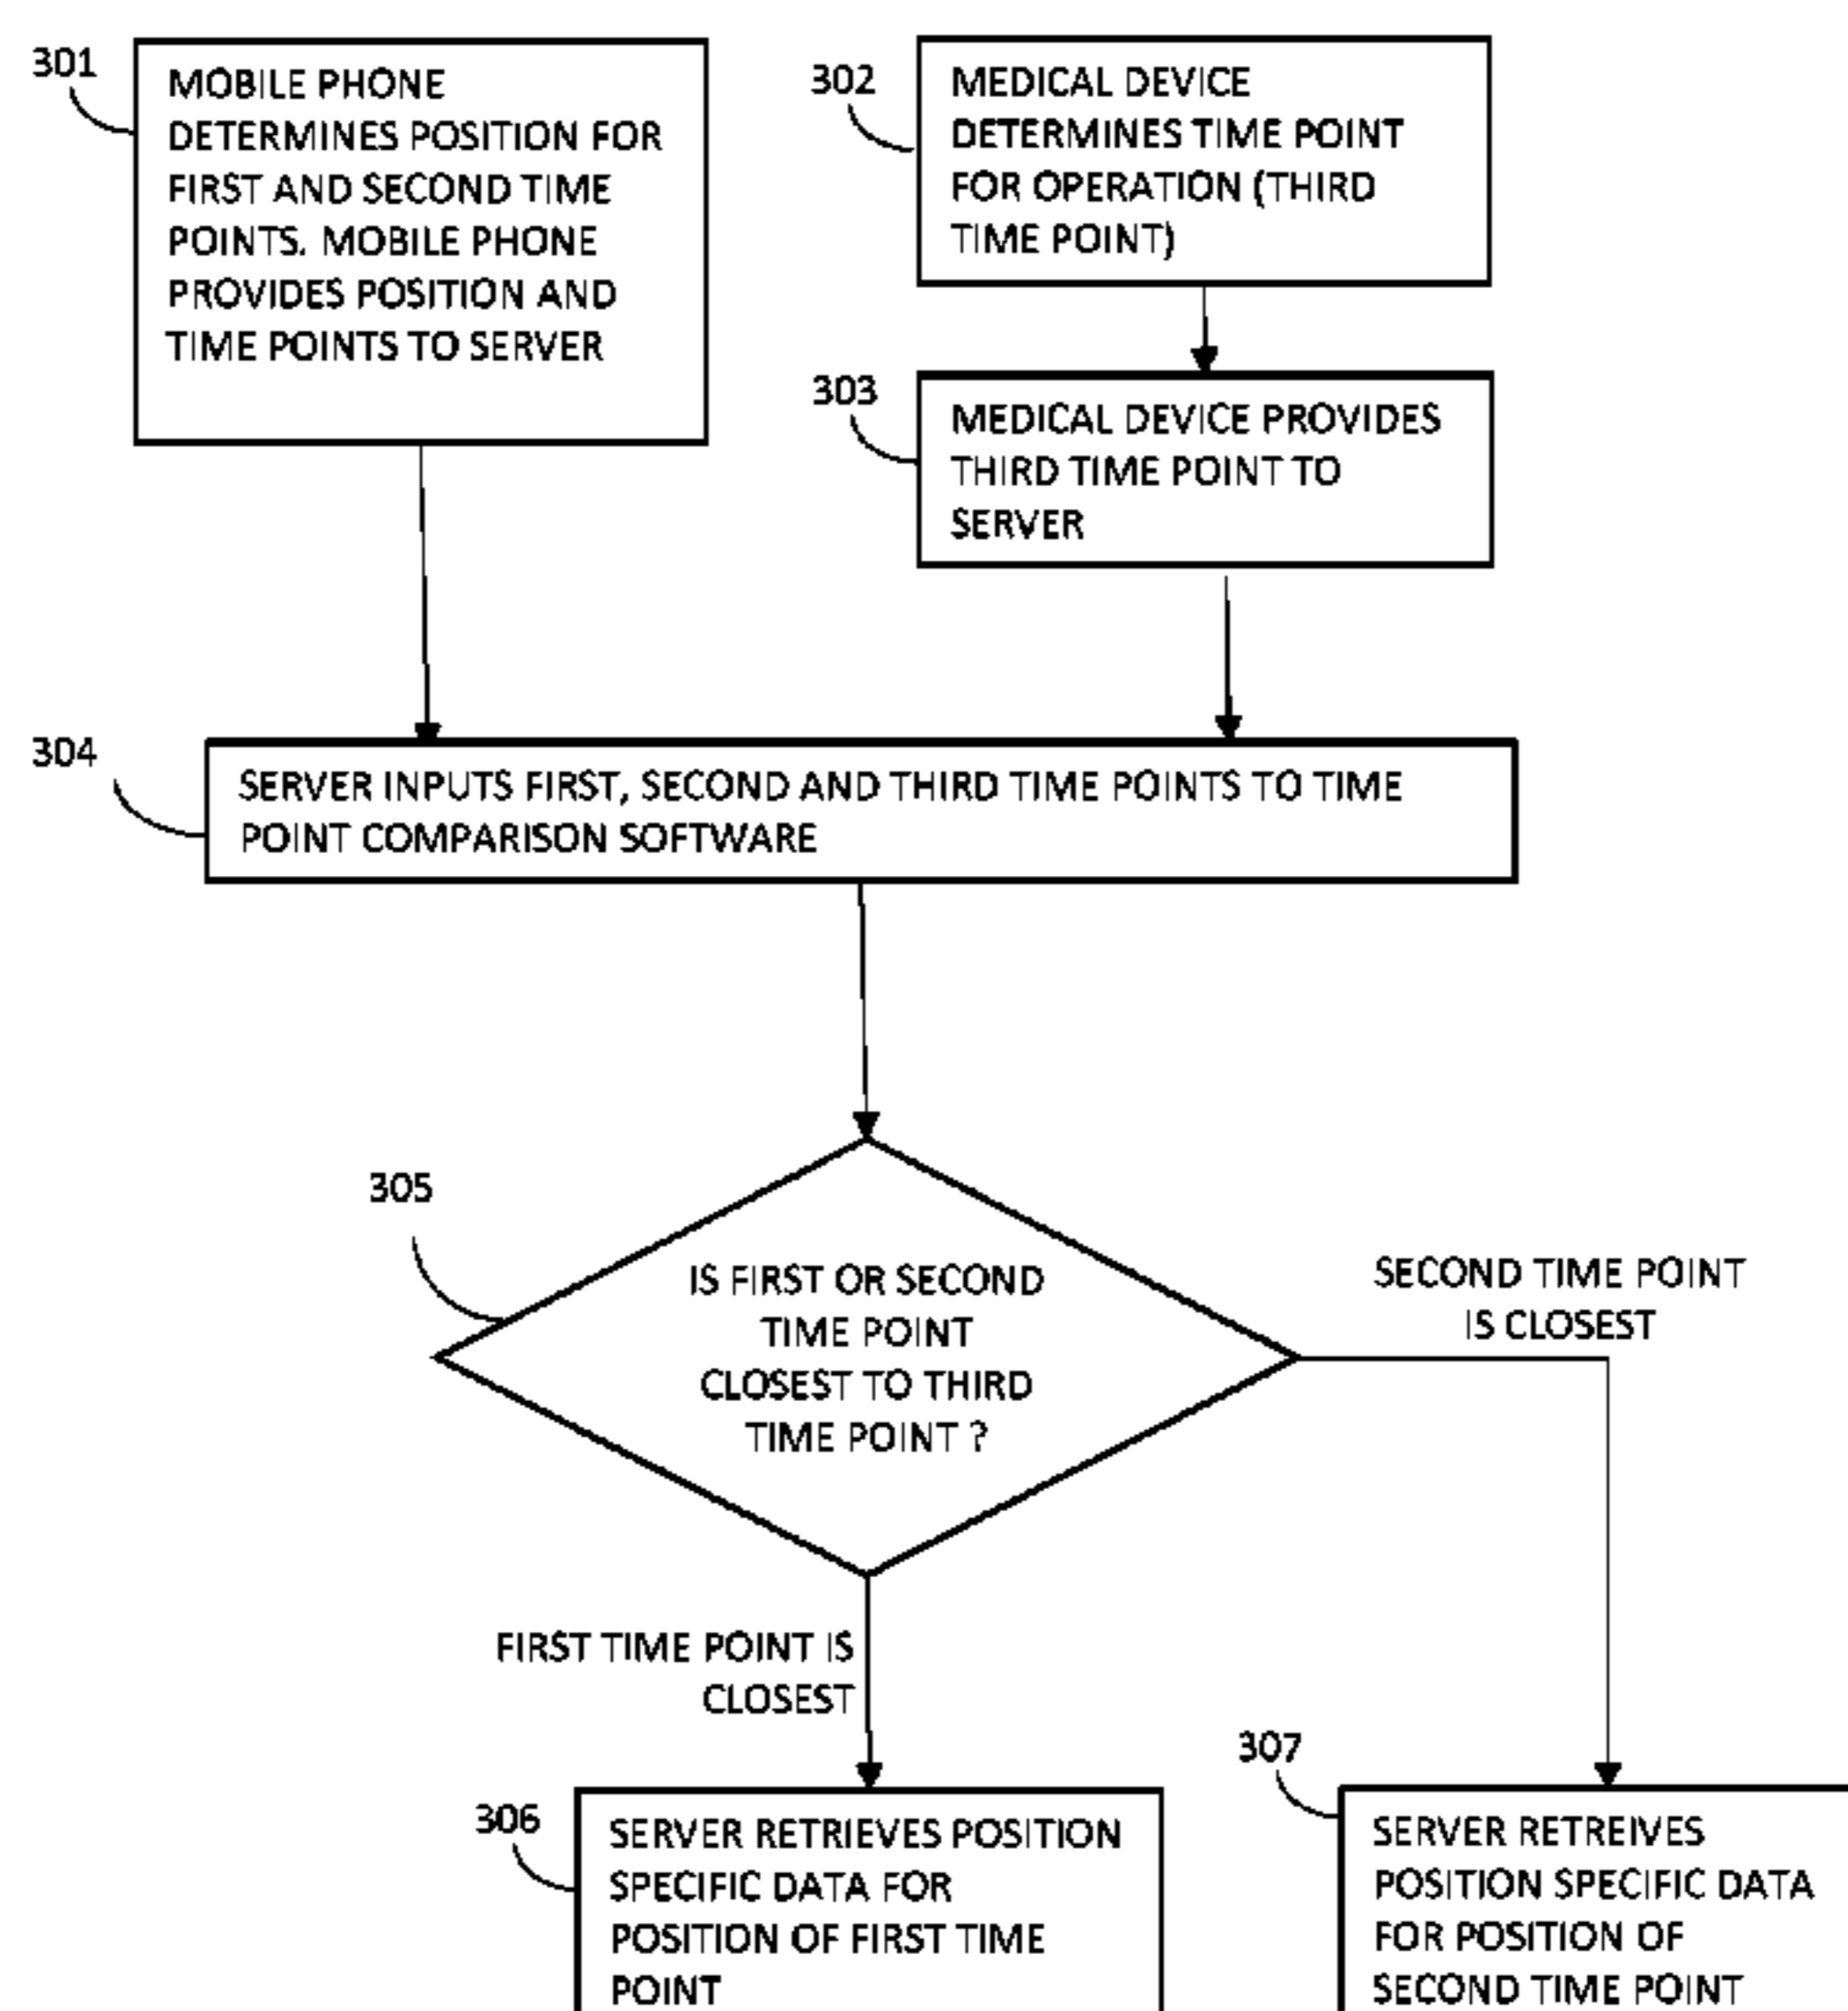 301
MOBILE PHONE
DETERMINES POSITION FOR
FIRST AND SECOND TIME
POINTS. MOBILE PHONE
PROVIDES POSITION AND
TIME POINTS TO SERVER
302
MEDICAL DEVICE
DETERMINES TIME POINT
FOR OPERATION (THIRD
TIME POINT)
303
MEDICAL DEVICE PROVIDES
THIRD TIME POINT TO
SERVER
304
SERVER INPUTS FIRST, SECOND AND THIRD TIME POINTS TO TIME
POINT COMPARISON SOFTWARE
305
IS FIRST OR SECOND
TIME POINT
CLOSEST TO THIRD
TIME POINT ?
SECOND TIME POINT
IS CLOSEST
FIRST TIME POINT IS
CLOSEST
306
SERVER RETRIEVES POSITION
SPECIFIC DATA FOR
POSITION OF FIRST TIME
POINT
307
SERVER RETREIVES
POSITION SPECIFIC DATA
FOR POSITION OF
SECOND TIME POINT